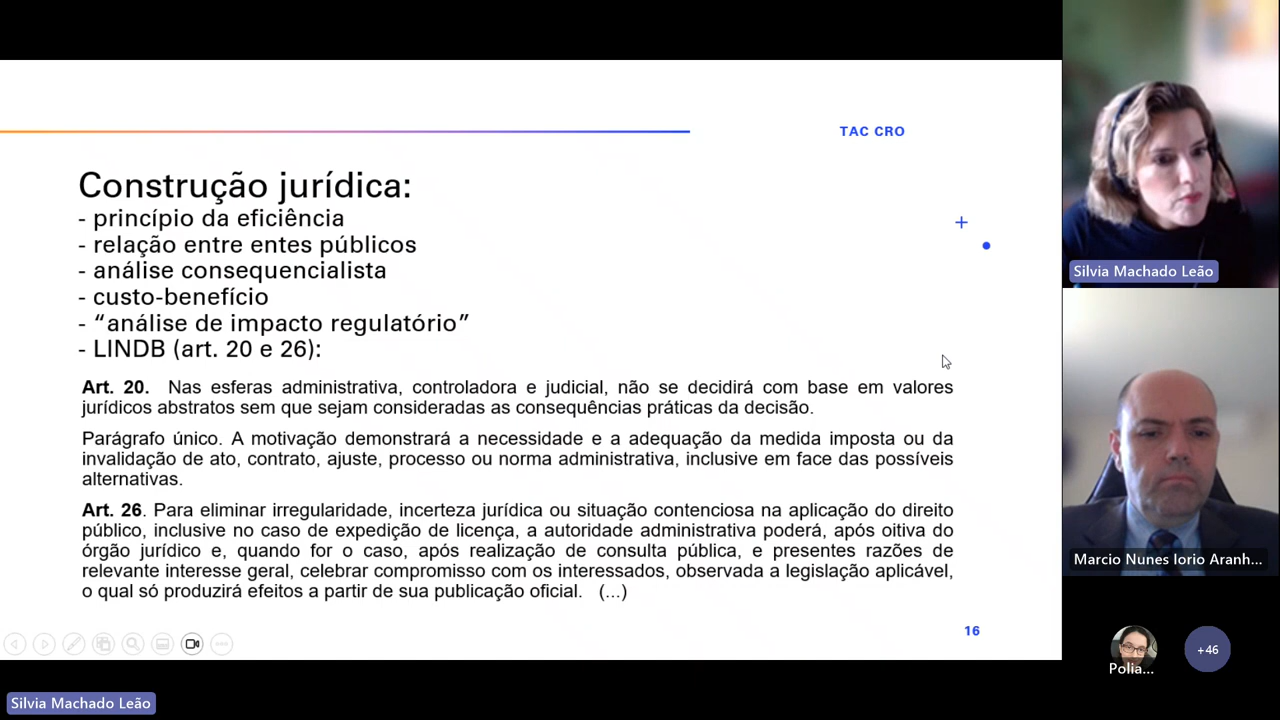 TAC CRO
Construção jurídica:
- princípio da eficiência
- relação entre entes públicos
- análise consequencialista
- custo-benefício
- “análise de impacto regulatório”
- LINDB (art. 20 e 26):
Art. 20. Nas esferas administrativa, controladora e judicial, não se decidirá com base em valores
jurídicos abstratos sem que sejam consideradas as consequências práticas da decisão.
Parágrafo único. A motivação demonstrará a necessidade e a adequação da medida imposta ou da
invalidação de ato, contrato, ajuste, processo ou norma administrativa, inclusive em face das possíveis
alternativas.
Art. 26. Para eliminar irregularidade, incerteza jurídica ou situação contenciosa na aplicação do direito
público, inclusive no caso de expedição de licença, a autoridade administrativa poderá, após oitiva do
órgão jurídico e, quando for o caso, após realização de consulta pública, e presentes razões de
relevante interesse geral, celebrar compromisso com os interessados, observada a legislação aplicável,
o qual só produzirá efeitos a partir de sua publicação oficial. (...)
16
Silvia Machado Leão
Silvia Machado Leão
Marcio Nunes Iorio Aranh...
Polia...
+46